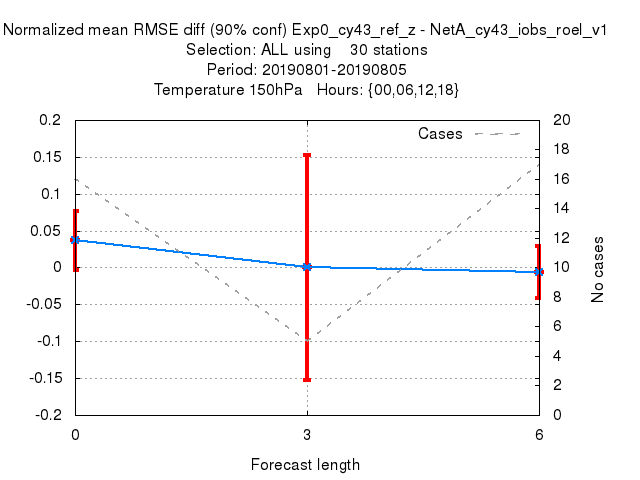 Normalized mean RMSE diff (90% conf) Exp0_cy43_ref_z - NetA_cy43_iobs_roel_v1
Selection: ALL using 30 stations
Period: 20190801-20190805
Temperature 150hPa Hours: {00,06,12,18}
Cases
0.2
0.15
0.1
0.05
0
-0.05
-0.1
-0.15
-0.2
20
18
16
14
12
10
8
6
4
2
0
No cases
0 3 6
Forecast length